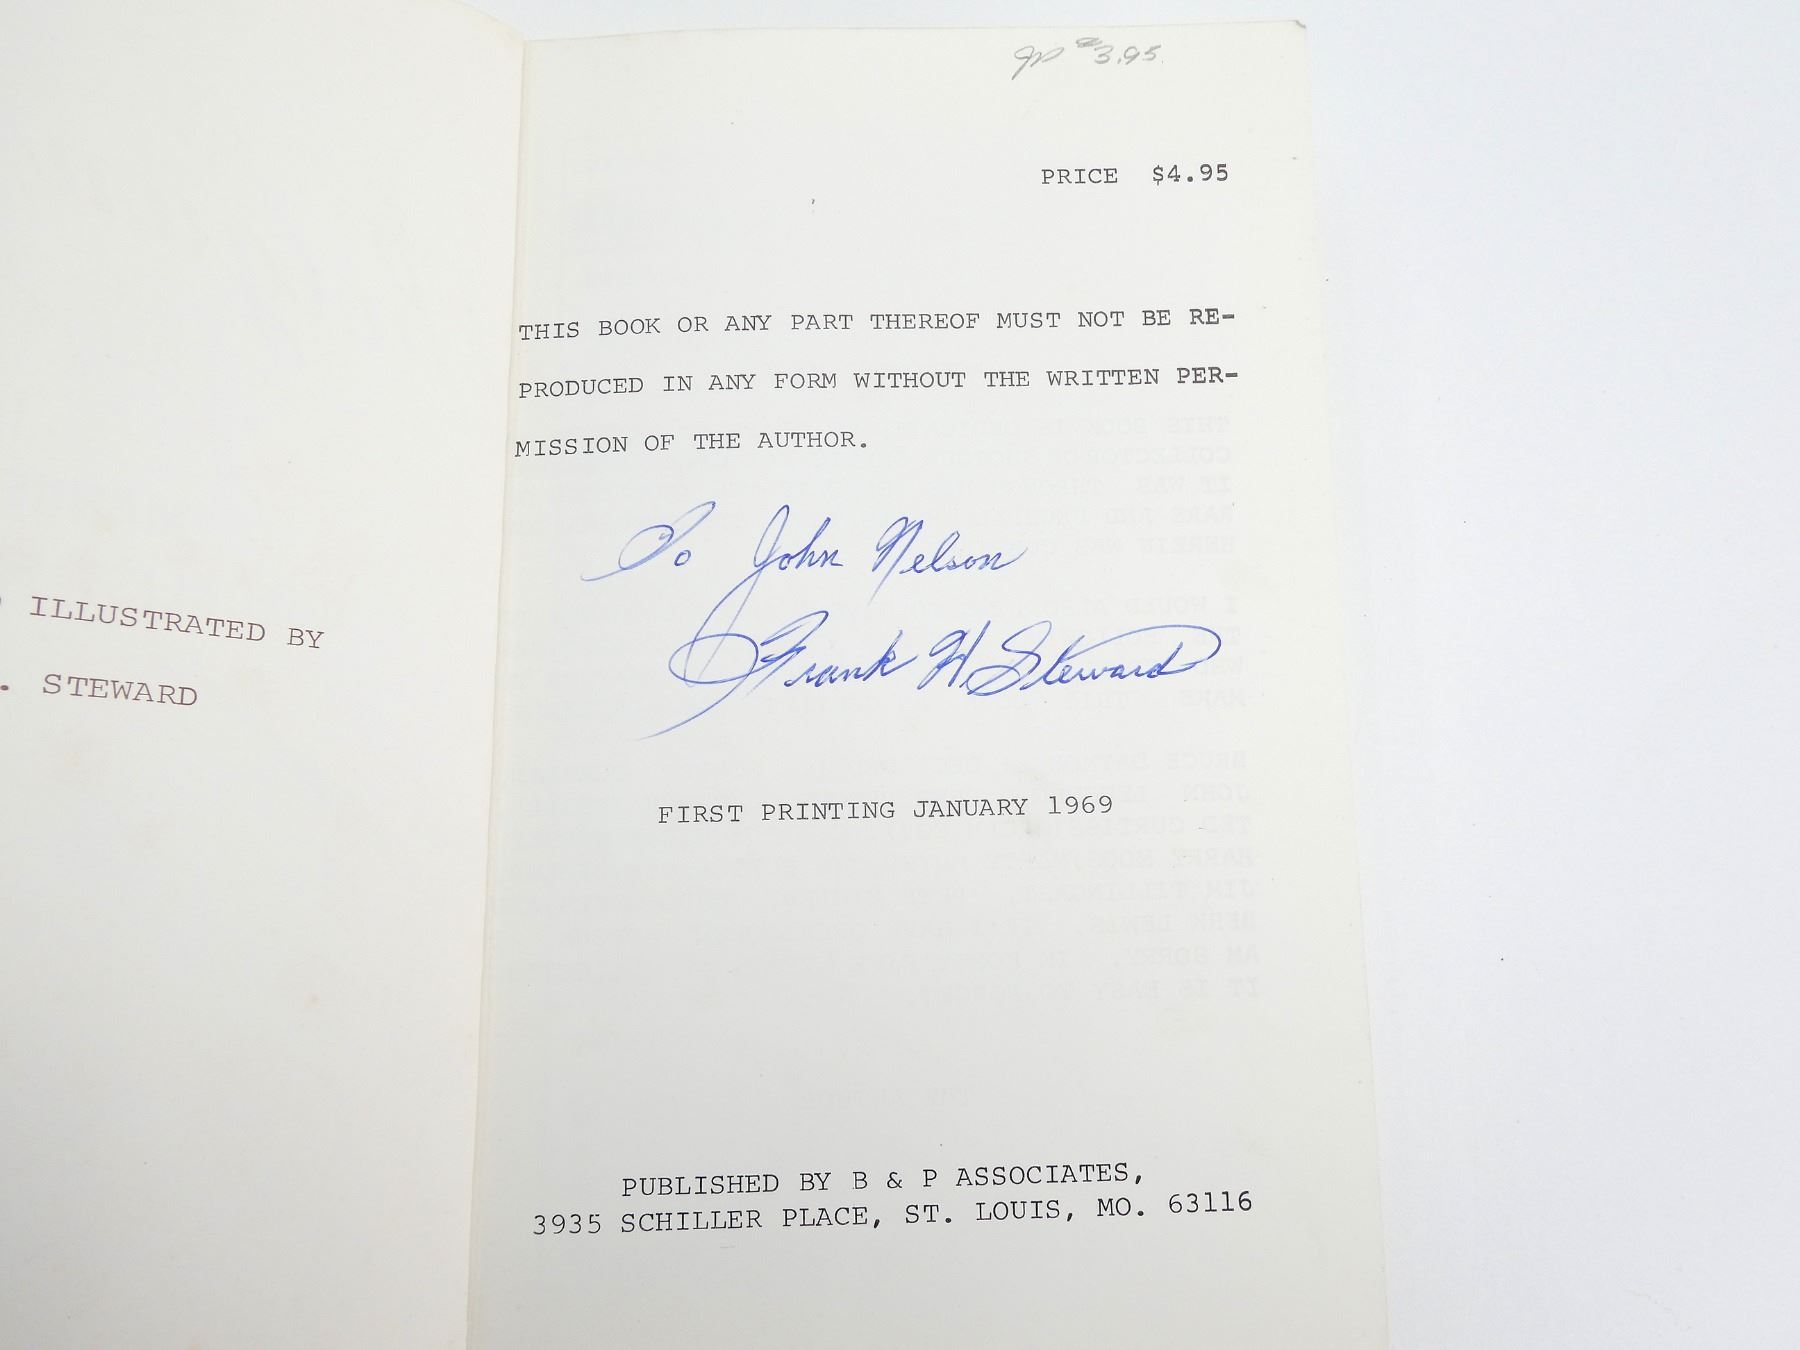 ILLUSTRATED BY
. STEWARD
$3.95
PRICE $4.95
THIS BOOK OR ANY PART THEREOF MUST NOT BE RE-
PRODUCED IN ANY FORM WITHOUT THE WRITTEN PER-
MISSION OF THE AUTHOR.
To John Nelson
Frank H Steward
FIRST PRINTING JANUARY 1969
PUBLISHED BY B & P ASSOCIATES,
3935 SCHILLER PLACE, ST. LOUIS, MO. 63116